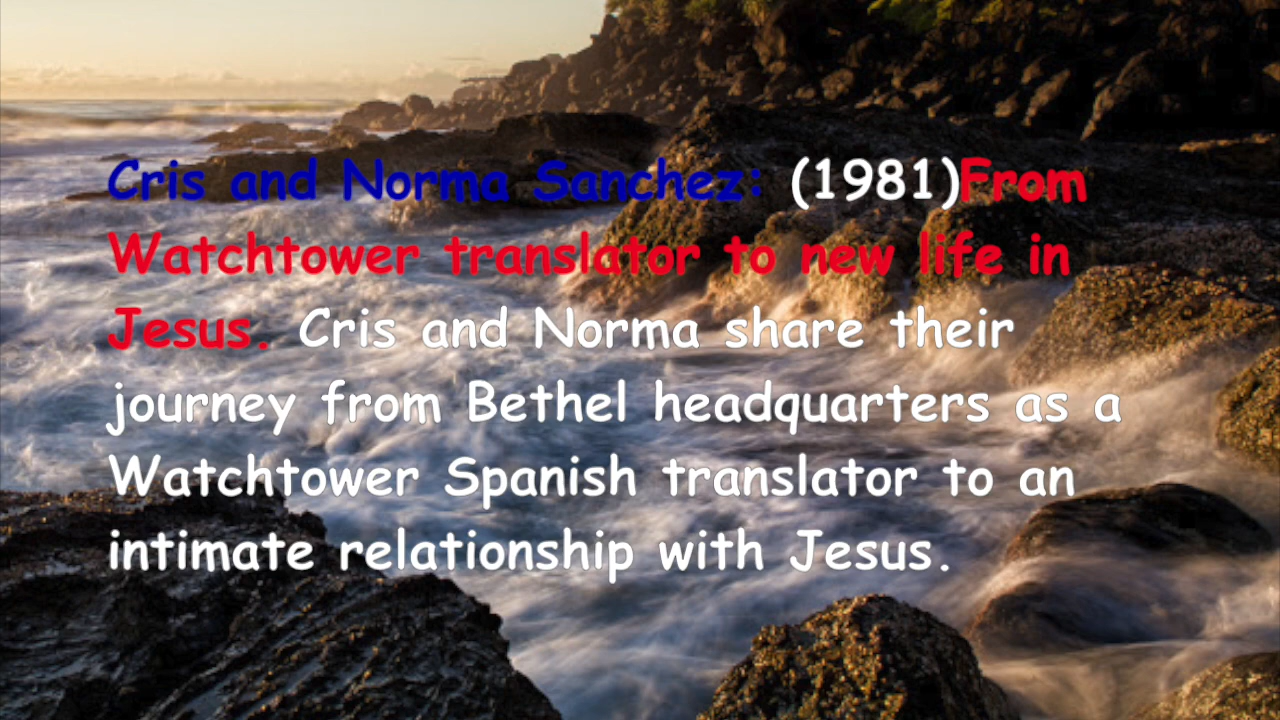 Cris and Norma Sanchez: (1981)From
Watchtower translator to new life in
Jesus. Cris and Norma share their
journey from Bethel headquarters as a
Watchtower Spanish translator to an
intimate relationship with Jesus.